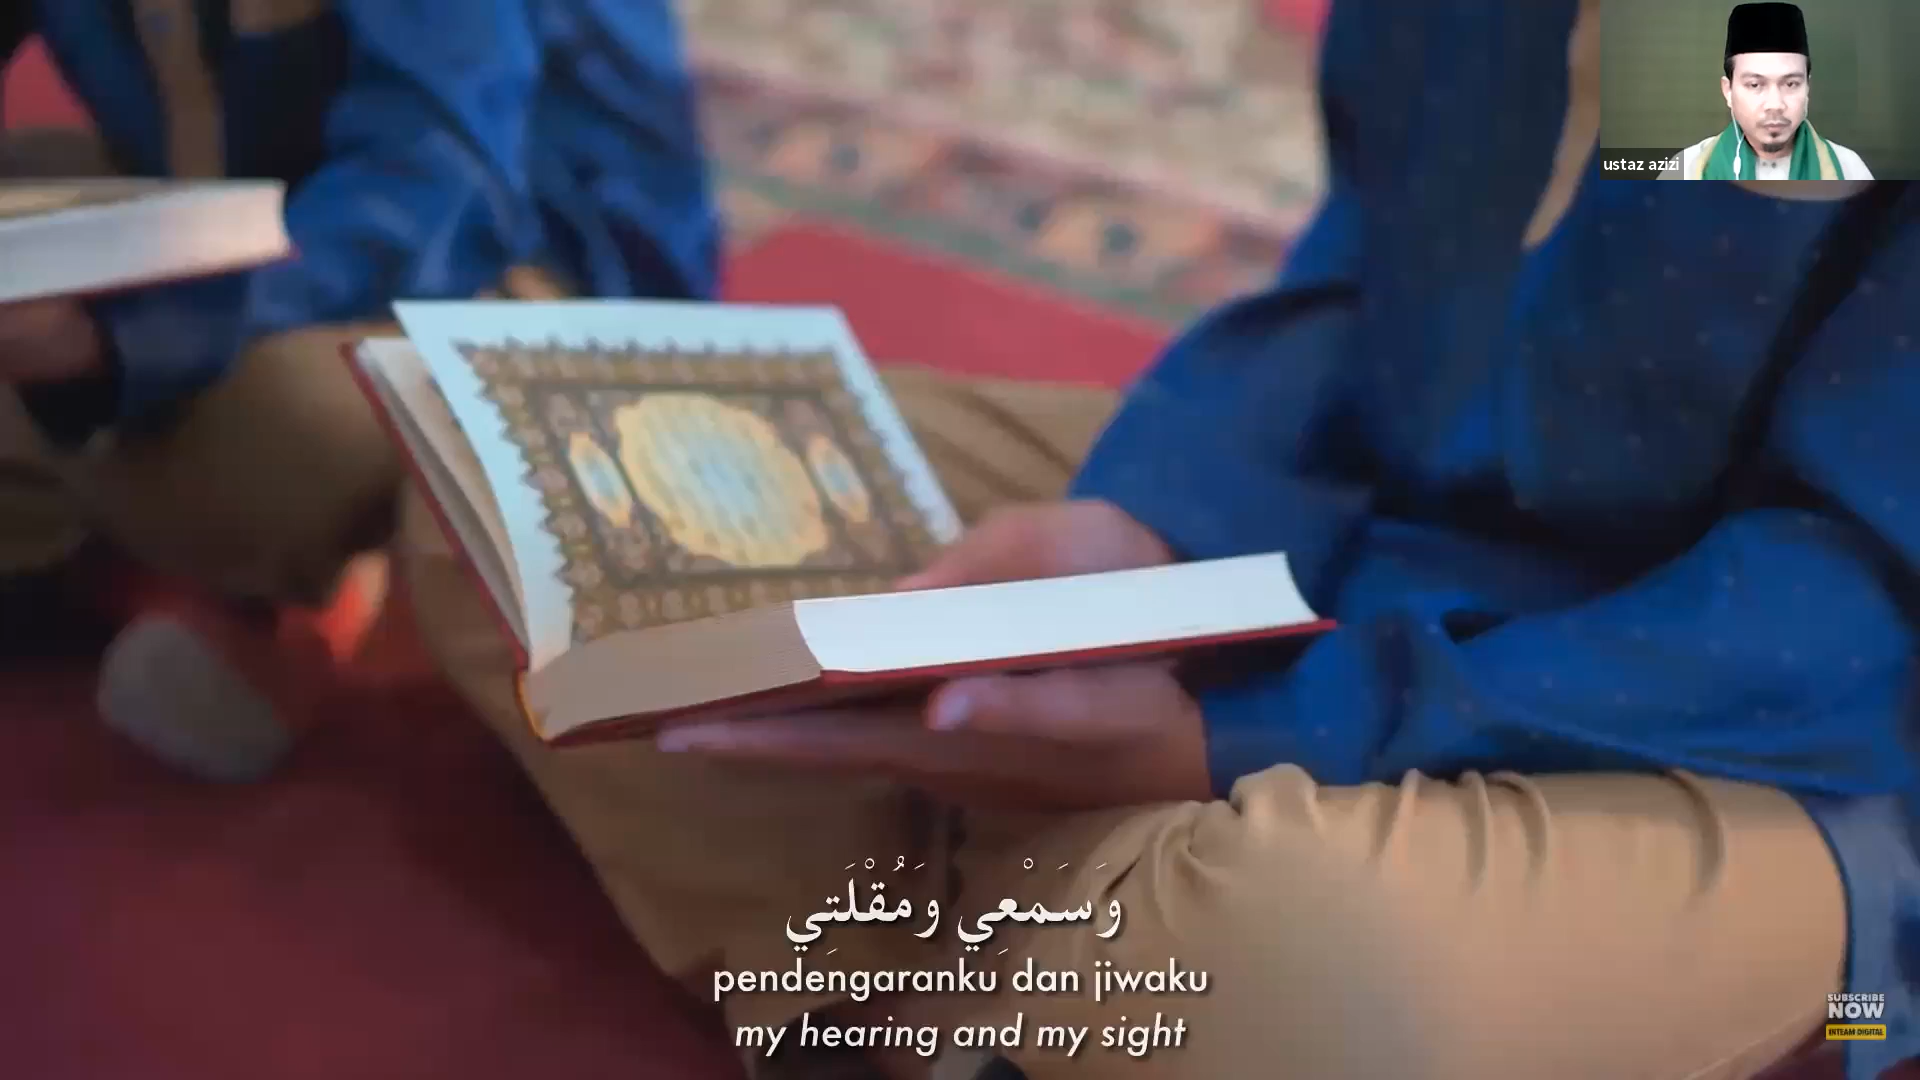 ustaz azizi
وَسَمْعِي وَمُقْلَتِي
pendengaranku dan jiwaku
my hearing and my sight
SUBSCRIBE
NOW
INTEAM DIGITAL